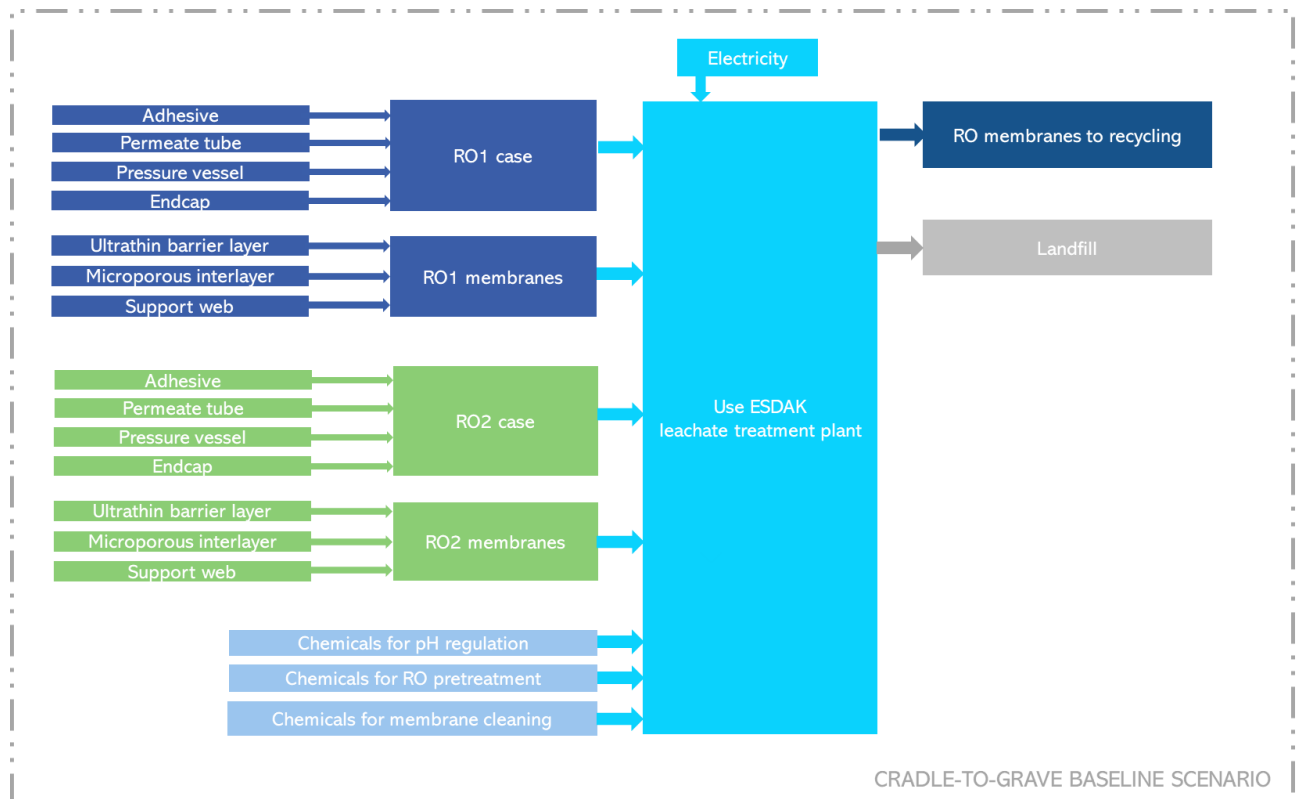 Electricity
Adhesive
Permeate tube
Pressure vessel
Endcap
RO1 case
Ultrathin barrier layer
Microporous interlayer
Support web
RO1 membranes
Adhesive
Permeate tube
Pressure vessel
Endcap
RO2 case
Ultrathin barrier layer
Microporous interlayer
Support web
RO2 membranes
Chemicals for pH regulation
Chemicals for RO pretreatment
Chemicals for membrane cleaning
Use ESDAK
leachate treatment plant
RO membranes to recycling
Landfill
CRADLE-TO-GRAVE BASELINE SCENARIO